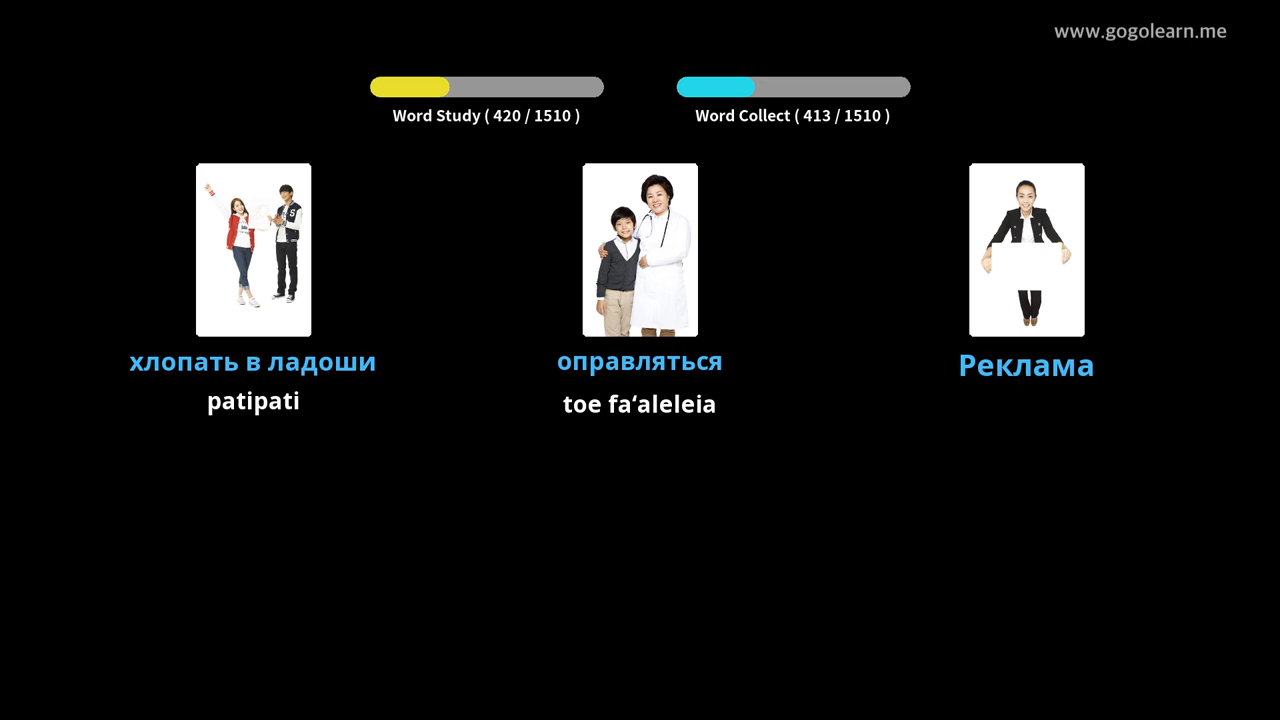 www.gogolearn.me
Word Study ( 420 / 1510 )
Word Collect ( 413 / 1510 )
хлопать в ладоши
patipati
оправляться
toe fa‘aleleia
Реклама